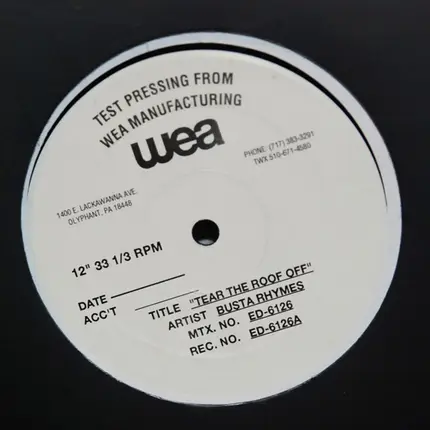 TEST PRESSING FROM
WEA MANUFACTURING
wea
PHONE: (717) 383-3291
TWX 510-671-4580
1400 E. LACKAWANNA AVE.
OLYPHANT, PA 18448
12" 33 1/3 RPM
DATE
ACC'T
TITLE "TEAR THE ROOF OFF"
ARTIST BUSTA RHYMES
MTX. NO. ED-6126
REC. NO. ED-6126A